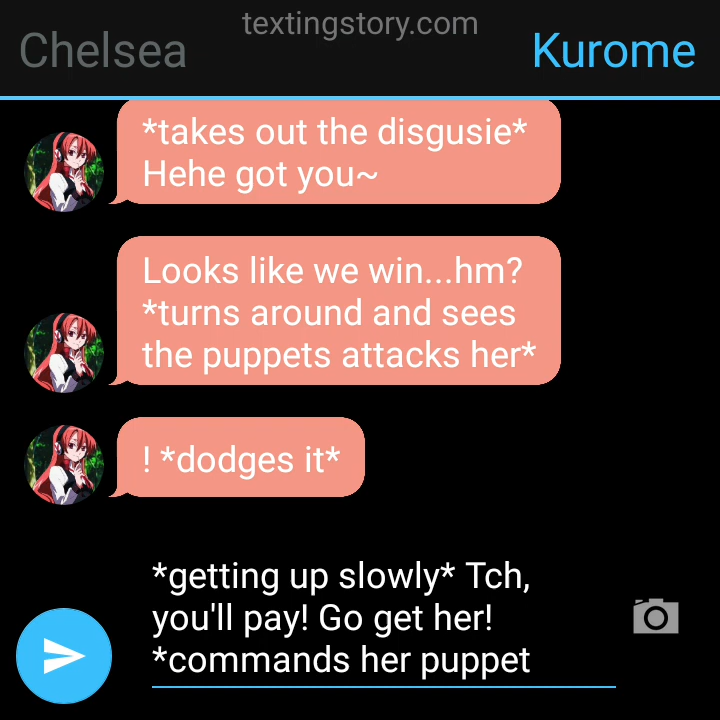 textingstory.com
Chelsea
Kurome
*takes out the disgusie*
Hehe got you~
Looks like we win...hm?
*turns around and sees
the puppets attacks her*
! *dodges it*
*getting up slowly* Tch,
you'll pay! Go get her!
*commands her puppet